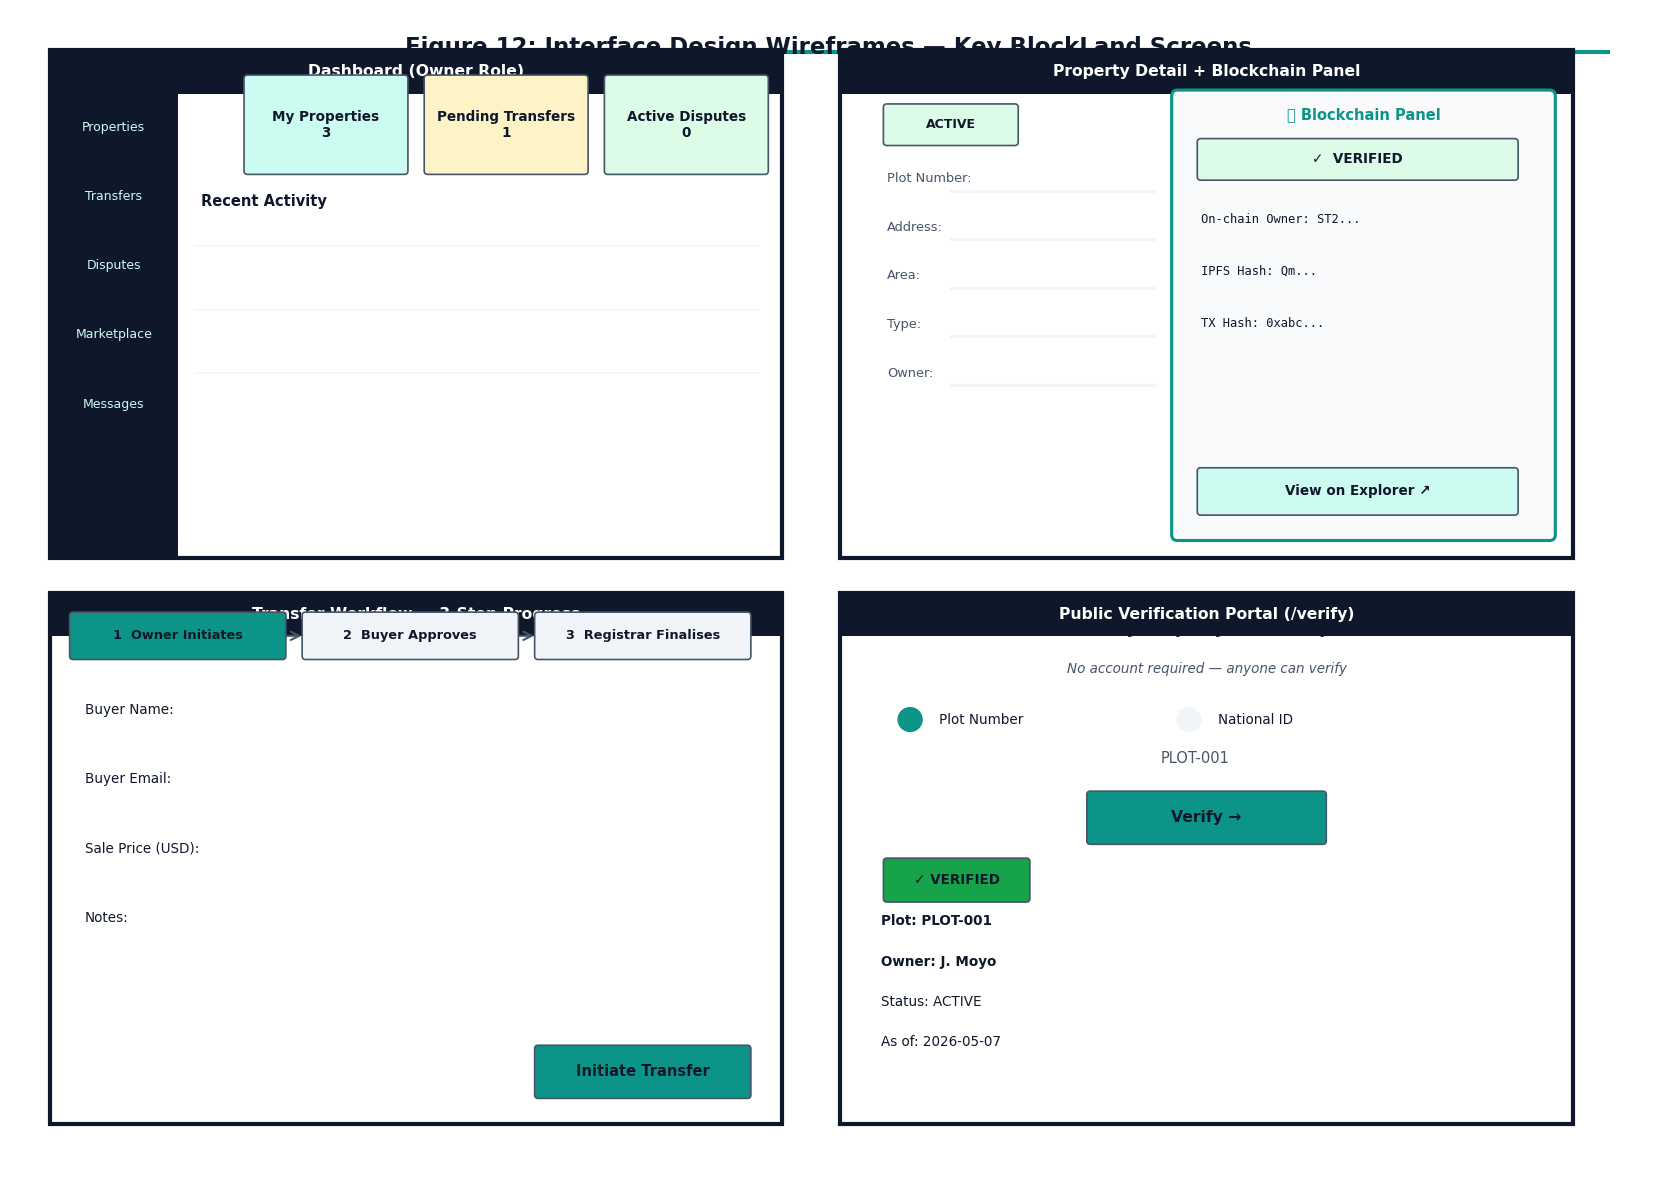 Figure 12: Interface Design Wireframes — Key BlockLand Screens
Dashboard (Owner Role)
My Properties
3
Pending Transfers
1
Active Disputes
0
Properties
Transfers
Disputes
Marketplace
Messages
Recent Activity
Property Detail + Blockchain Panel
ACTIVE
Plot Number:
Address:
Area:
Type:
Owner:
Blockchain Panel
✓ VERIFIED
On-chain Owner: ST2...
IPFS Hash: Qm...
TX Hash: 0xabc...
View on Explorer ↗
Transfer Workflow — 3-Step Progress
1 Owner Initiates
2 Buyer Approves
3 Registrar Finalises
Buyer Name:
Buyer Email:
Sale Price (USD):
Notes:
Initiate Transfer
Public Verification Portal (/verify)
No account required — anyone can verify
Plot Number
National ID
PLOT-001
Verify →
✓ VERIFIED
Plot: PLOT-001
Owner: J. Moyo
Status: ACTIVE
As of: 2026-05-07